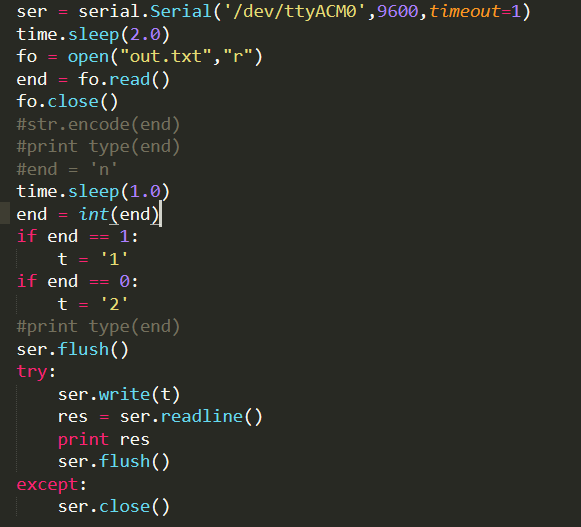 ser = serial.Serial('/dev/ttyACM0',9600,timeout=1)
time.sleep(2.0)
fo = open("out.txt","r")
end = fo.read()
fo.close()
#str.encode(end)
#print type(end)
#end = 'n'
time.sleep(1.0)
end = int(end)
if end == 1:
    t = '1'
if end == 0:
    t = '2'
#print type(end)
ser.flush()
try:
    ser.write(t)
    res = ser.readline()
    print res
    ser.flush()
except:
    ser.close()